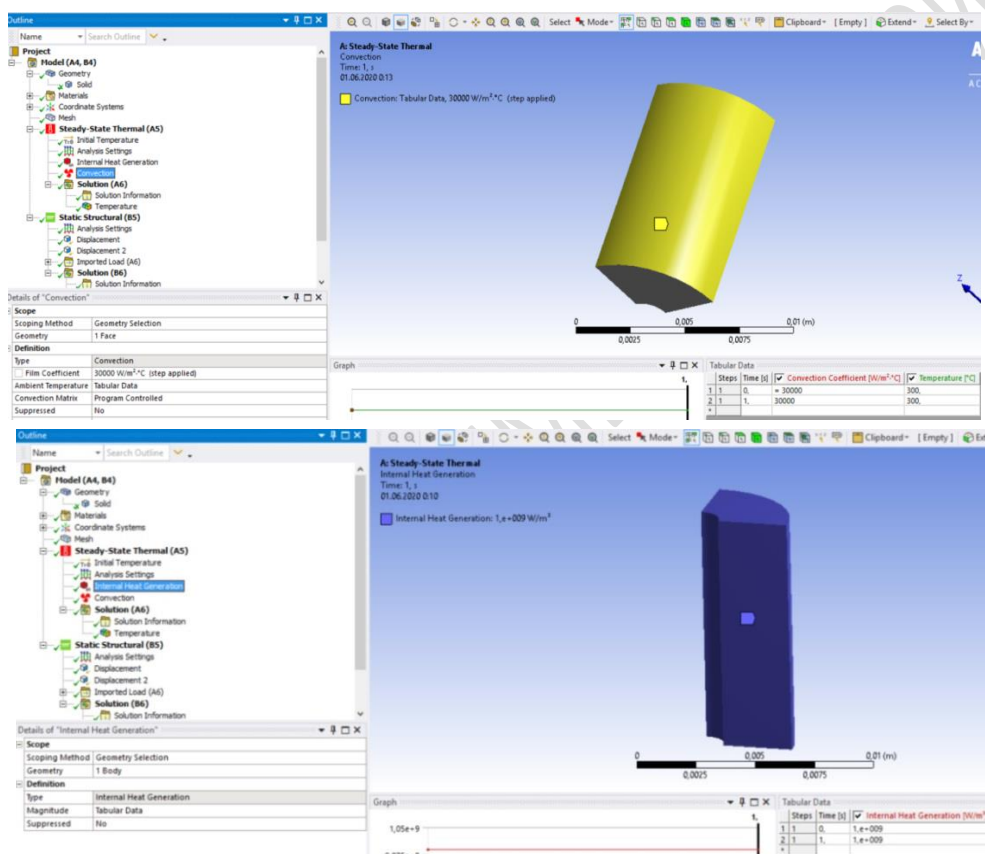 Outline
Name Search Outline
Project
Model (A4, B4)
Geometry
Solid
Materials
Coordinate Systems
Mesh
Steady-State Thermal (A5)
Initial Temperature
Analysis Settings
Internal Heat Generation
Convection
Solution (A6)
Solution Information
Temperature
Static Structural (B5)
Analysis Settings
Displacement
Displacement 2
Imported Load (A6)
Solution (B6)
Solution Information
Details of "Convection"
Scope
Scoping Method Geometry Selection
Geometry 1 Face
Definition
Type Convection
Film Coefficient 30000 W/m²·°C (step applied)
Ambient Temperature Tabular Data
Convection Matrix Program Controlled
Suppressed No
Select Mode Clipboard [Empty] Extend Select By
A: Steady-State Thermal
Convection
Time: 1, s
01.06.2020 0:13
Convection: Tabular Data, 30000 W/m²·°C (step applied)
Z
0 0,005 0,01 (m)
0,0025 0,0075
Graph
1,
Tabular Data
Steps Time [s] Convection Coefficient [W/m²·°C] Temperature [°C]
1 1 0, = 30000 300,
2 1 1, 30000 300,
*
Outline
Name Search Outline
Project
Model (A4, B4)
Geometry
Solid
Materials
Coordinate Systems
Mesh
Steady-State Thermal (A5)
Initial Temperature
Analysis Settings
Internal Heat Generation
Convection
Solution (A6)
Solution Information
Temperature
Static Structural (B5)
Analysis Settings
Displacement
Displacement 2
Imported Load (A6)
Solution (B6)
Solution Information
Details of "Internal Heat Generation"
Scope
Scoping Method Geometry Selection
Geometry 1 Body
Definition
Type Internal Heat Generation
Magnitude Tabular Data
Suppressed No
Select Mode Clipboard [Empty]
A: Steady-State Thermal
Internal Heat Generation
Time: 1, s
01.06.2020 0:10
Internal Heat Generation: 1,e+009 W/m³
0 0,005 0,01 (m)
0,0025 0,0075
Graph
1,
1,05e+9
Tabular Data
Steps Time [s] Internal Heat Generation [W/m³
1 1 0, 1,e+009
2 1 1, 1,e+009
*